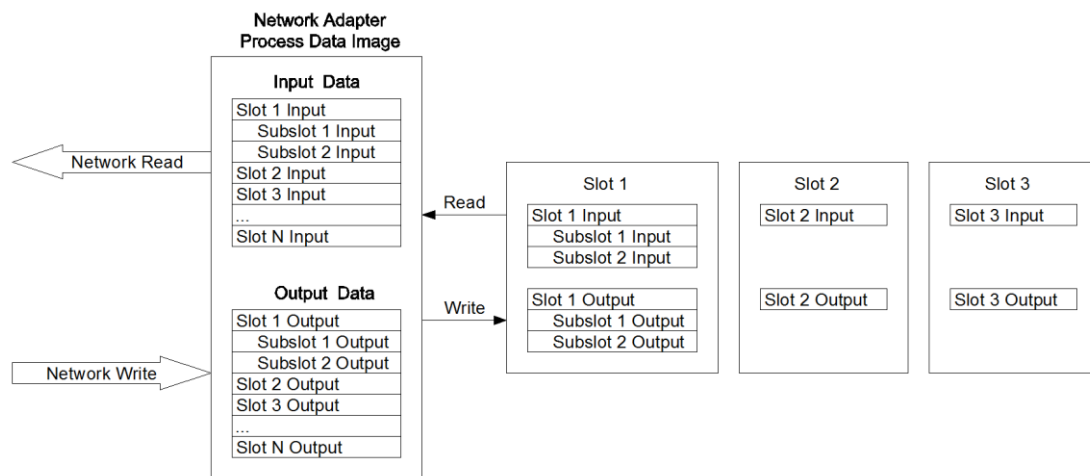 Network Adapter
Process Data Image
Input Data
Slot 1 Input
Subslot 1 Input
Subslot 2 Input
Slot 2 Input
Slot 3 Input
...
Slot N Input
Output Data
Slot 1 Output
Subslot 1 Output
Subslot 2 Output
Slot 2 Output
Slot 3 Output
...
Slot N Output
Network Read
Network Write
Read
Write
Slot 1
Slot 1 Input
Subslot 1 Input
Subslot 2 Input
Slot 1 Output
Subslot 1 Output
Subslot 2 Output
Slot 2
Slot 2 Input
Slot 2 Output
Slot 3
Slot 3 Input
Slot 3 Output